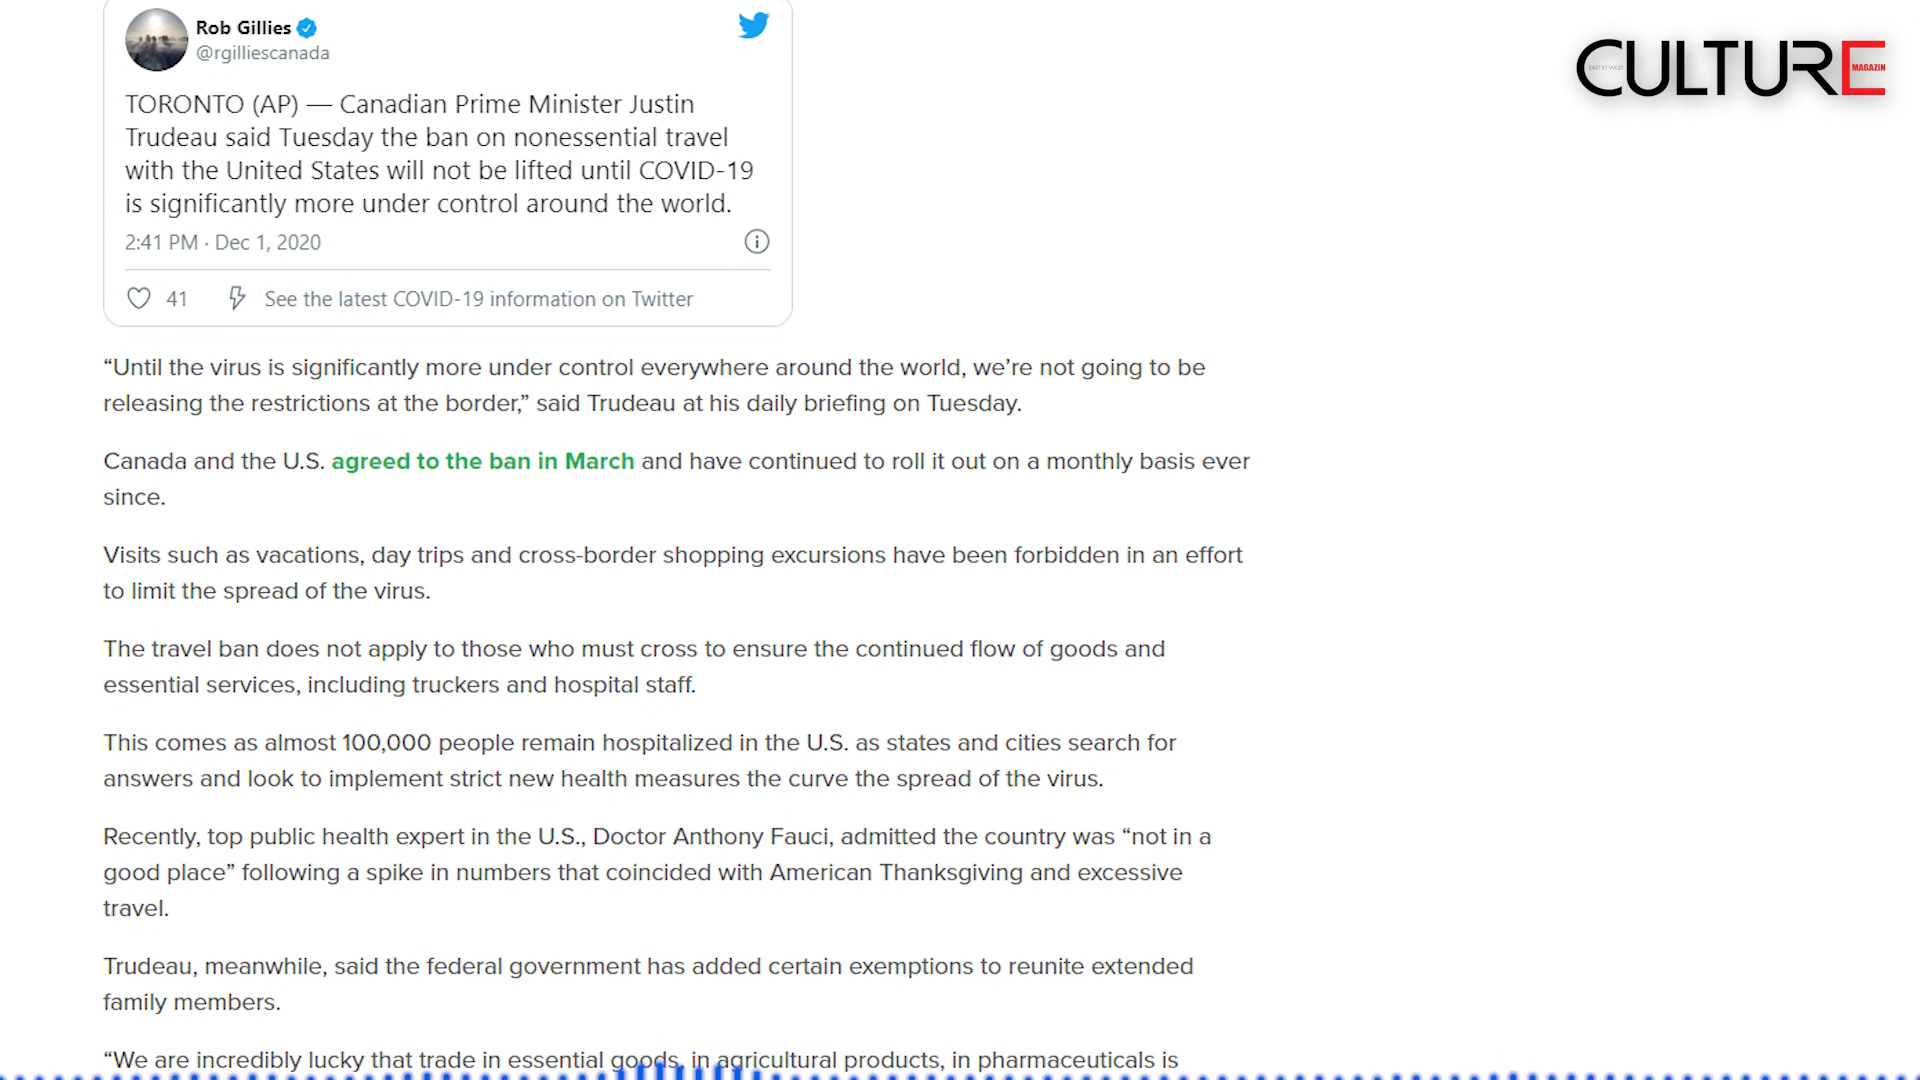 Rob Gillies
@rgilliescanada
CULTURE
EAST ET WEST
MAGAZIN
TORONTO (AP) — Canadian Prime Minister Justin
Trudeau said Tuesday the ban on nonessential travel
with the United States will not be lifted until COVID-19
is significantly more under control around the world.
2:41 PM · Dec 1, 2020
41 See the latest COVID-19 information on Twitter
“Until the virus is significantly more under control everywhere around the world, we’re not going to be
releasing the restrictions at the border,” said Trudeau at his daily briefing on Tuesday.
Canada and the U.S. agreed to the ban in March and have continued to roll it out on a monthly basis ever
since.
Visits such as vacations, day trips and cross-border shopping excursions have been forbidden in an effort
to limit the spread of the virus.
The travel ban does not apply to those who must cross to ensure the continued flow of goods and
essential services, including truckers and hospital staff.
This comes as almost 100,000 people remain hospitalized in the U.S. as states and cities search for
answers and look to implement strict new health measures the curve the spread of the virus.
Recently, top public health expert in the U.S., Doctor Anthony Fauci, admitted the country was “not in a
good place” following a spike in numbers that coincided with American Thanksgiving and excessive
travel.
Trudeau, meanwhile, said the federal government has added certain exemptions to reunite extended
family members.
“We are incredibly lucky that trade in essential goods, in agricultural products, in pharmaceuticals is